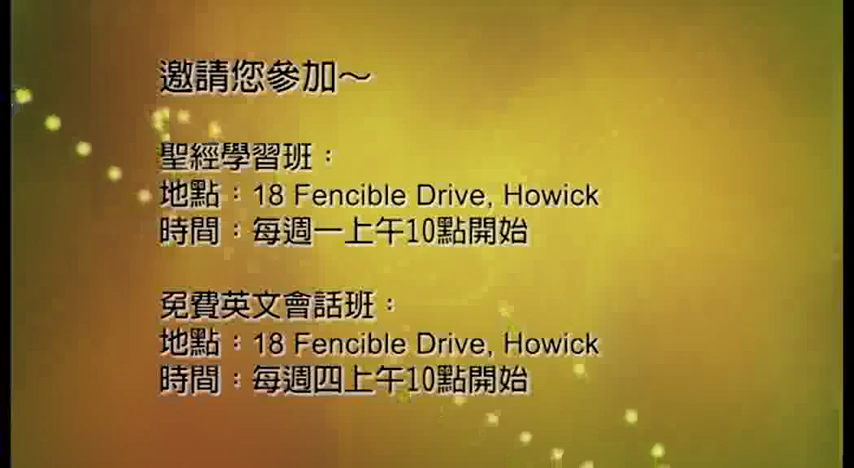 邀請您參加～
聖經學習班：
地點：18 Fencible Drive, Howick
時間：每週一上午10點開始
免費英文會話班：
地點：18 Fencible Drive, Howick
時間：每週四上午10點開始